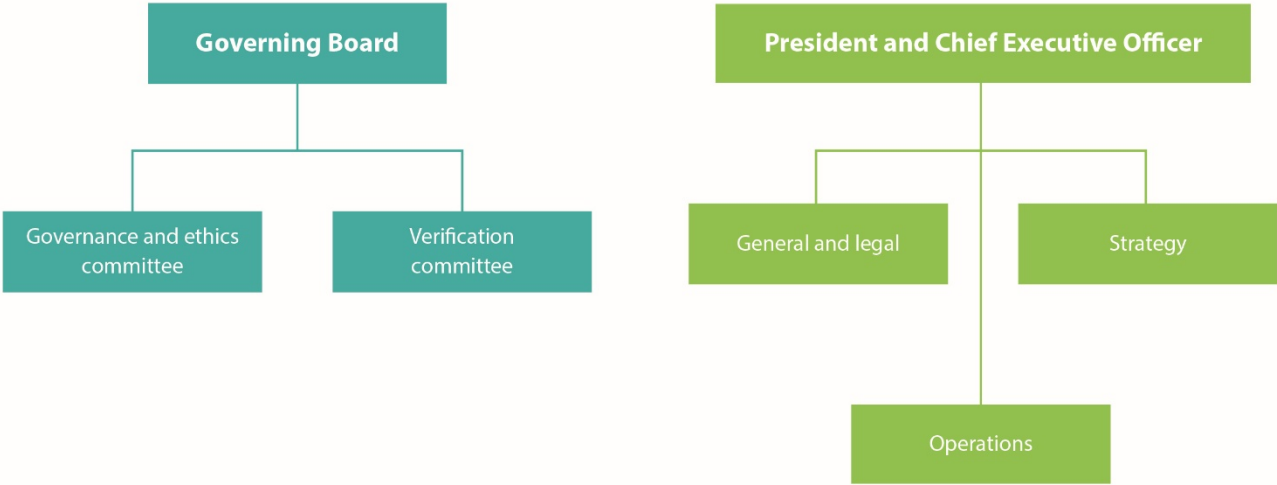 Governing Board
President and Chief Executive Officer
Governance and ethics
committee
Verification
committee
General and legal
Strategy
Operations